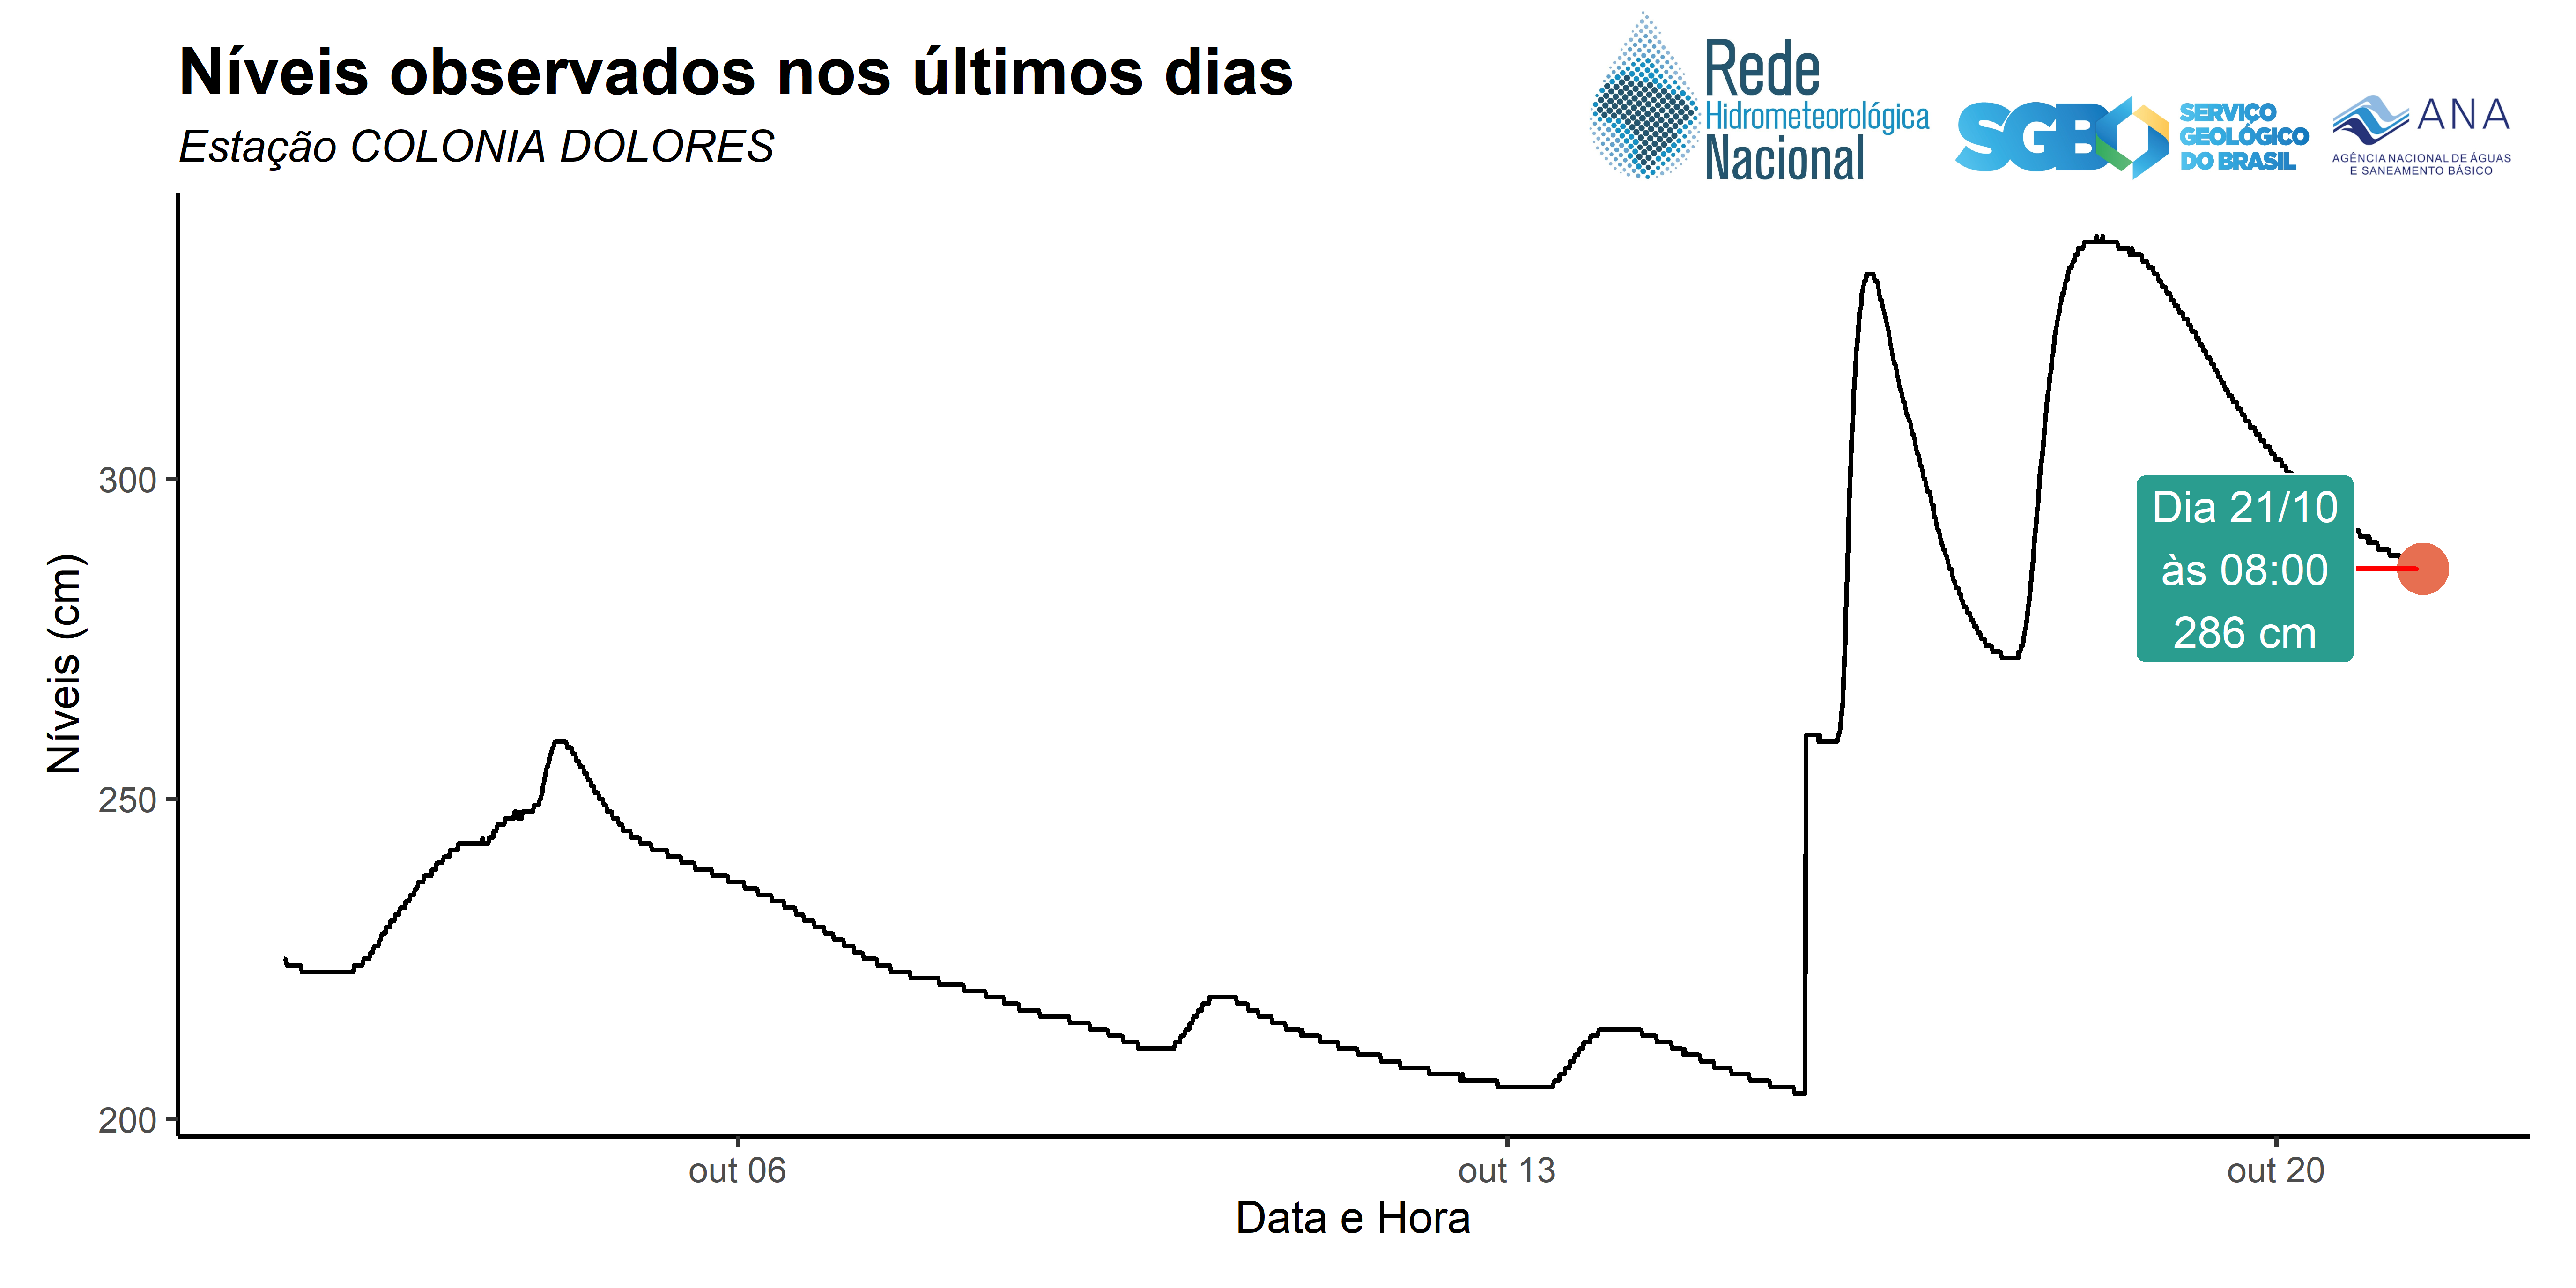 Níveis observados nos últimos dias
Estação COLONIA DOLORES
Rede
Hidrometeorológica
Nacional
SGB
SERVIÇO
GEOLÓGICO
DO BRASIL
ANA
AGÊNCIA NACIONAL DE ÁGUAS
E SANEAMENTO BÁSICO
Níveis (cm)
300
250
200
Dia 21/10
às 08:00
286 cm
out 06
out 13
out 20
Data e Hora